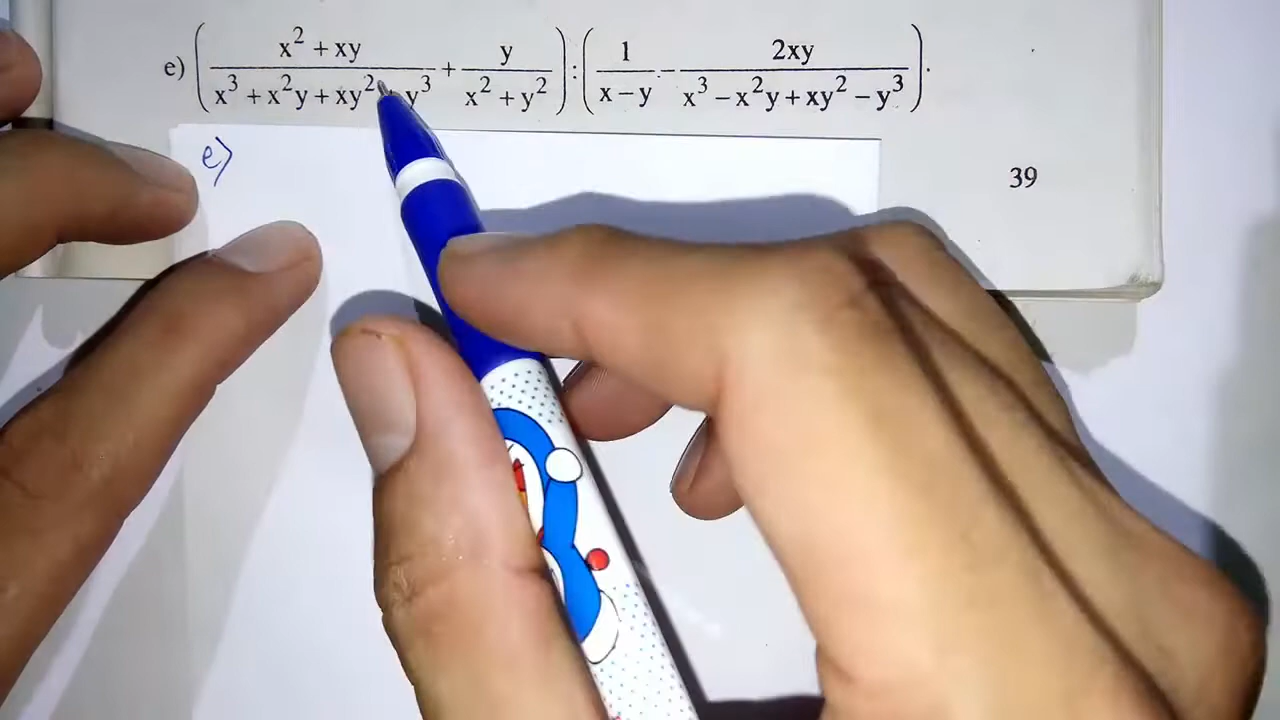 e) ( (x² + xy)/(x³ + x²y + xy² + y³) + y/(x² + y²) ) : ( 1/(x − y) − 2xy/(x³ − x²y + xy² − y³) ).
e)
39